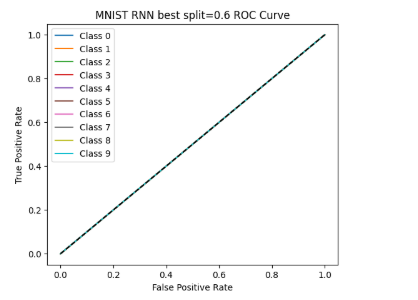 MNIST RNN best split=0.6 ROC Curve
1.0
0.8
0.6
0.4
0.2
0.0
True Positive Rate
Class 0
Class 1
Class 2
Class 3
Class 4
Class 5
Class 6
Class 7
Class 8
Class 9
0.0 0.2 0.4 0.6 0.8 1.0
False Positive Rate